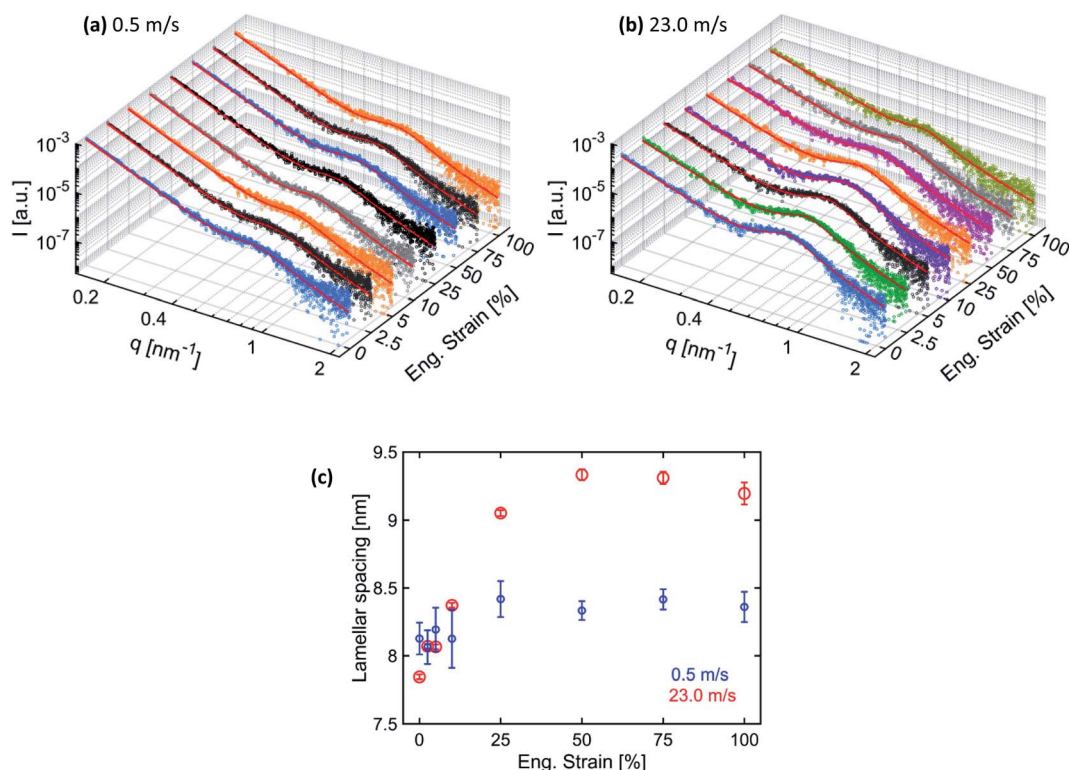 (a) 0.5 m/s
(b) 23.0 m/s
10⁻³
10⁻⁵
10⁻⁷
I [a.u.]
0.2
0.4
1
2
q [nm⁻¹]
0
2.5
5
10
25
50
75
100
Eng. Strain [%]
10⁻³
10⁻⁵
10⁻⁷
I [a.u.]
0.2
0.4
1
2
q [nm⁻¹]
0
2.5
5
10
25
50
75
100
Eng. Strain [%]
(c)
9.5
9
8.5
8
7.5
Lamellar spacing [nm]
0.5 m/s
23.0 m/s
0 25 50 75 100
Eng. Strain [%]